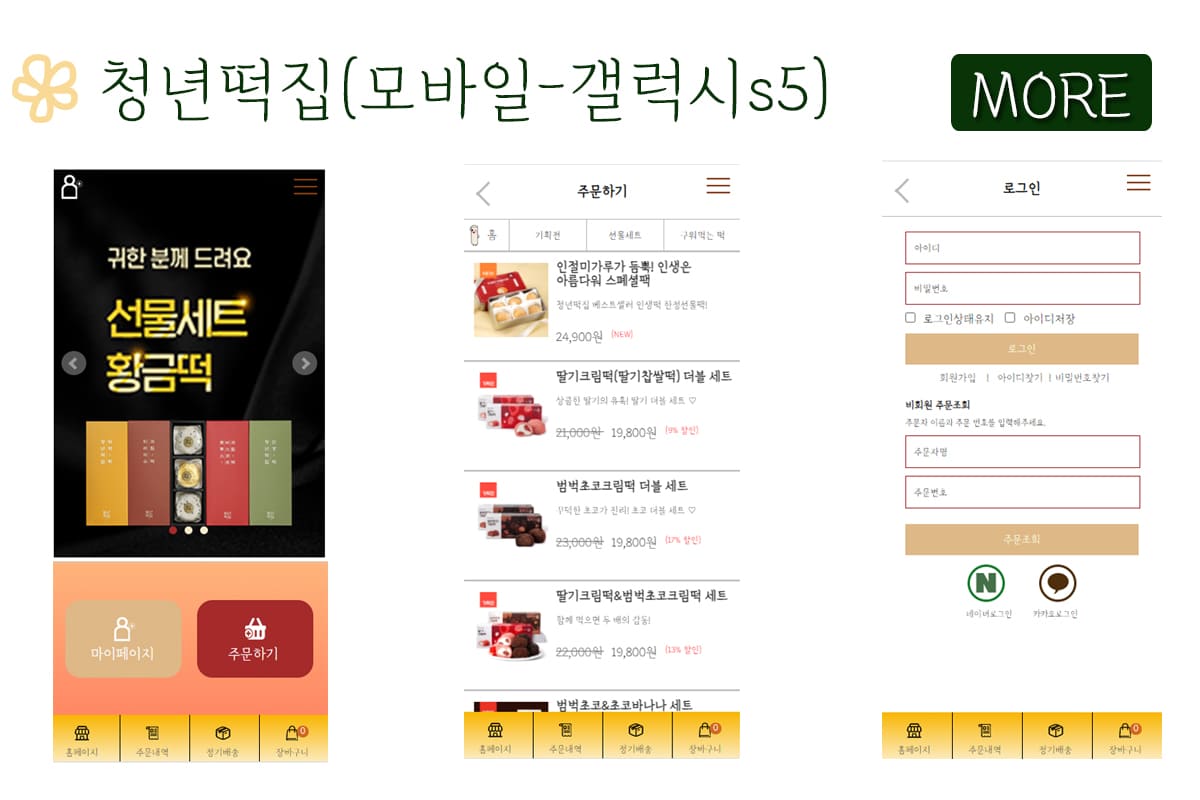 청년떡집(모바일-갤럭시s5)
MORE
귀한 분께 드려요
선물세트
황금떡
마이페이지
주문하기
홈페이지
주문내역
정기배송
장바구니
0
주문하기
홈
기획전
선물세트
구워먹는 떡
인절미가루가 듬뿍! 인생은
아름다워 스페셜팩
청년떡집 베스트셀러 인생떡 한정선물팩!
24,900원 (NEW)
딸기크림떡(딸기찹쌀떡) 더블 세트
상큼한 딸기의 유혹! 딸기 더블 세트 ♡
21,000원 19,800원 (9% 할인)
범벅초코크림떡 더블 세트
꾸덕한 초코가 진리! 초코 더블 세트 ♡
23,000원 19,800원 (17% 할인)
딸기크림떡&범벅초코크림떡 세트
함께 먹으면 두 배의 감동!
22,000원 19,800원 (13% 할인)
범벅초코&초코바나나 세트
홈페이지
주문내역
정기배송
장바구니
0
로그인
아이디
비밀번호
로그인상태유지
아이디저장
로그인
회원가입 | 아이디찾기 | 비밀번호찾기
비회원 주문조회
주문자 이름과 주문 번호를 입력해주세요.
주문자명
주문번호
주문조회
N
네이버로그인
카카오로그인
홈페이지
주문내역
정기배송
장바구니
0